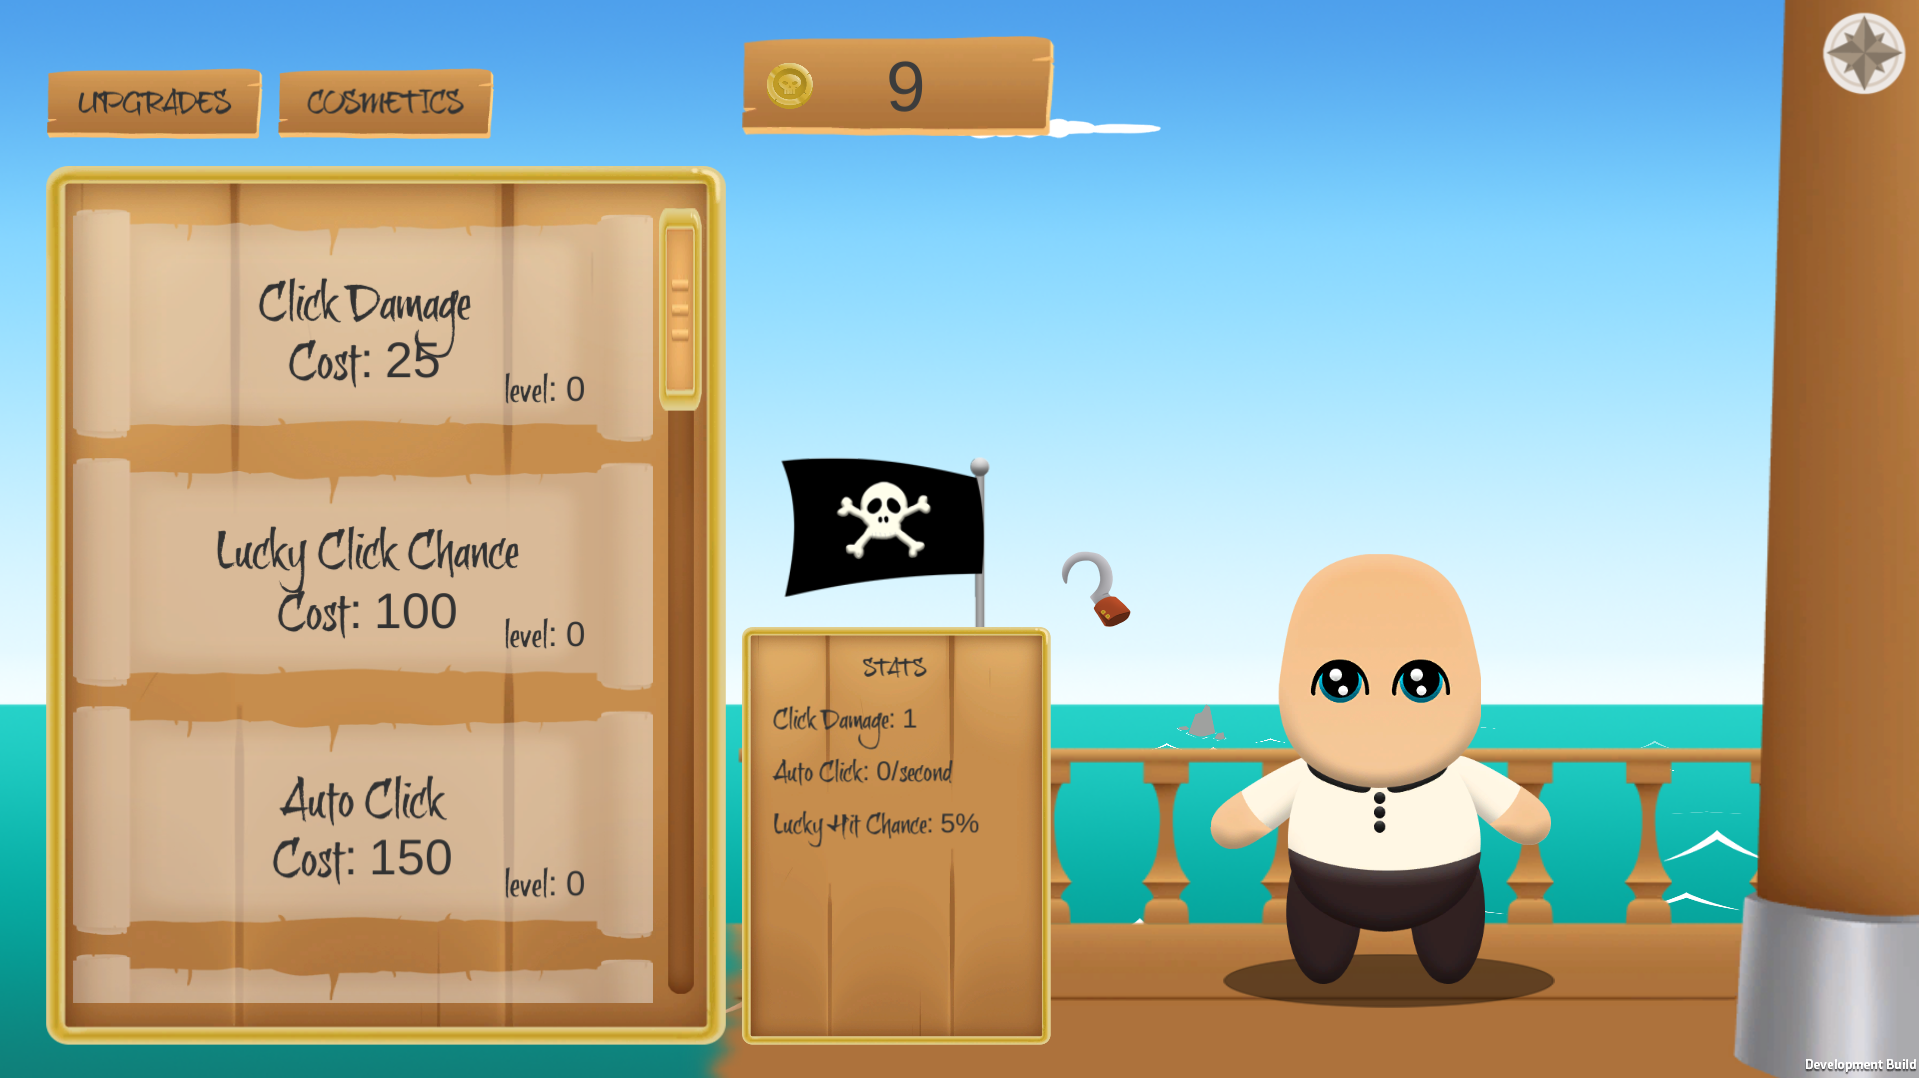 UPGRADES
COSMETICS
9
Click Damage
Cost: 25
level: 0
Lucky Click Chance
Cost: 100
level: 0
Auto Click
Cost: 150
level: 0
STATS
Click Damage: 1
Auto Click: 0/second
Lucky Hit Chance: 5%
Development Build